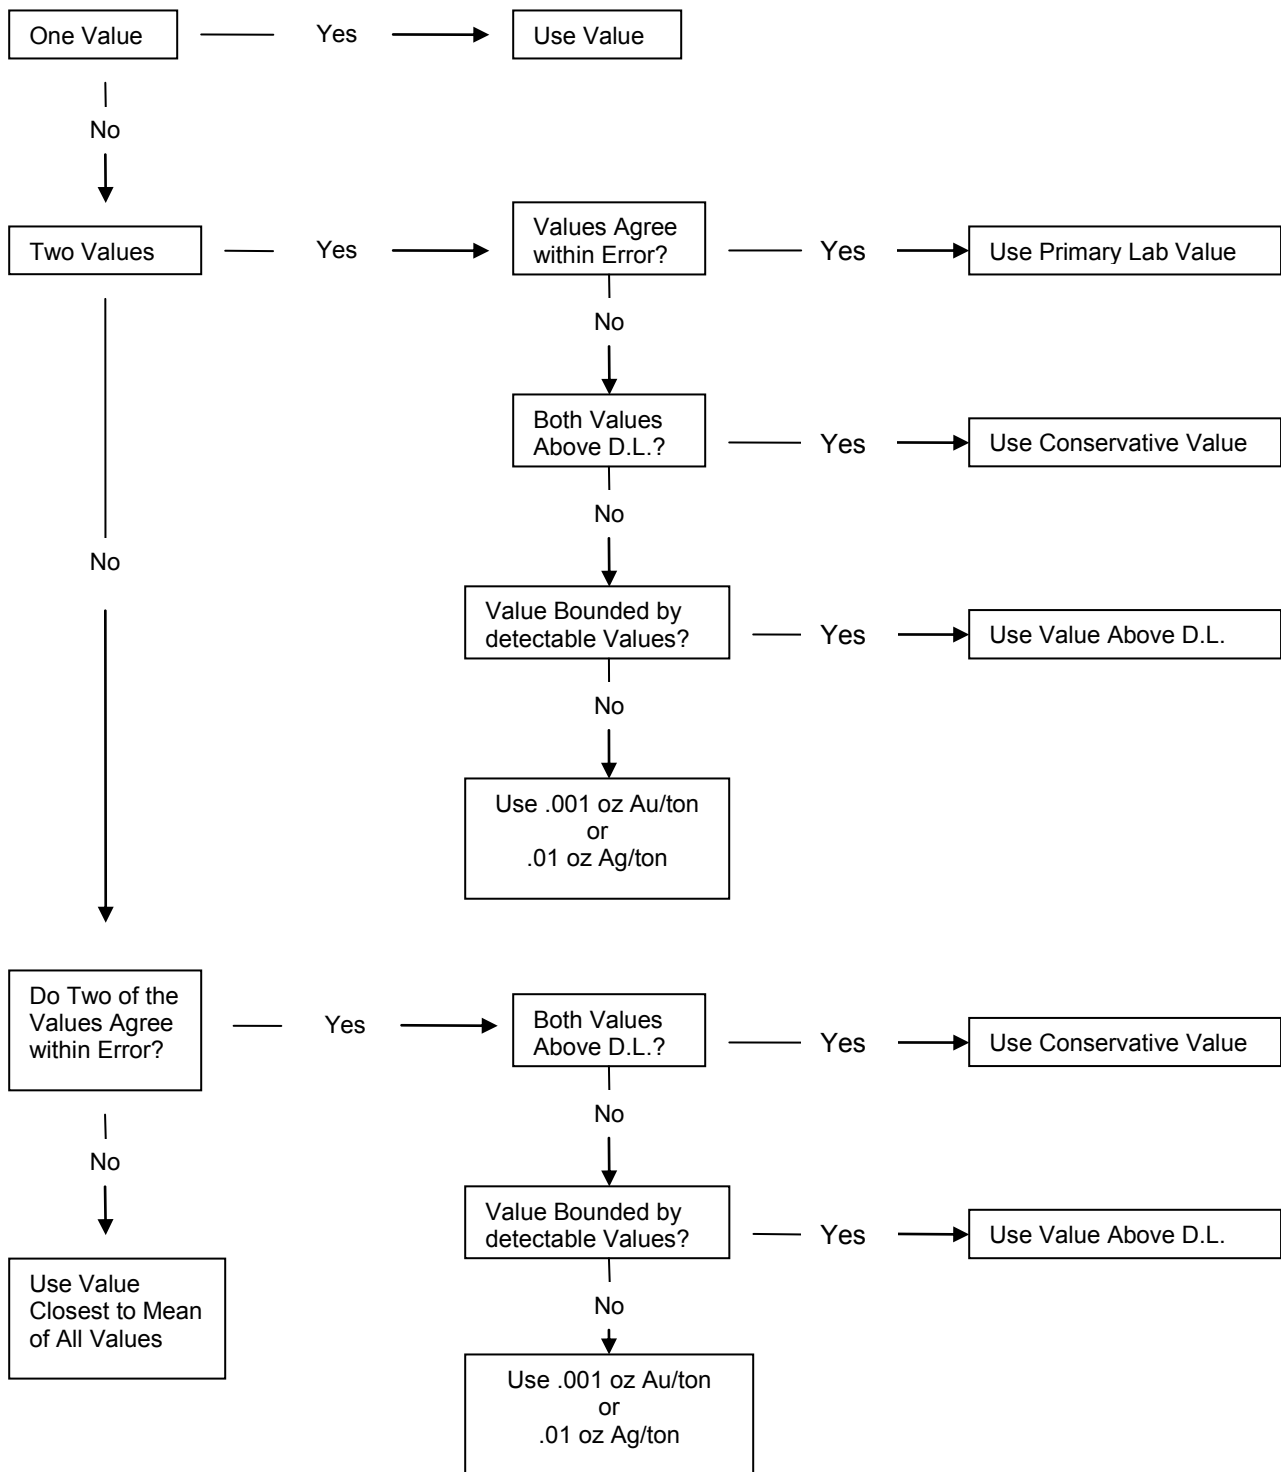 One Value
Yes
Use Value
No
Two Values
Yes
Values Agree
within Error?
Yes
Use Primary Lab Value
No
Both Values
Above D.L.?
Yes
Use Conservative Value
No
No
Value Bounded by
detectable Values?
Yes
Use Value Above D.L.
No
Use .001 oz Au/ton
or
.01 oz Ag/ton
Do Two of the
Values Agree
within Error?
Yes
Both Values
Above D.L.?
Yes
Use Conservative Value
No
No
Value Bounded by
detectable Values?
Yes
Use Value Above D.L.
Use Value
Closest to Mean
of All Values
No
Use .001 oz Au/ton
or
.01 oz Ag/ton